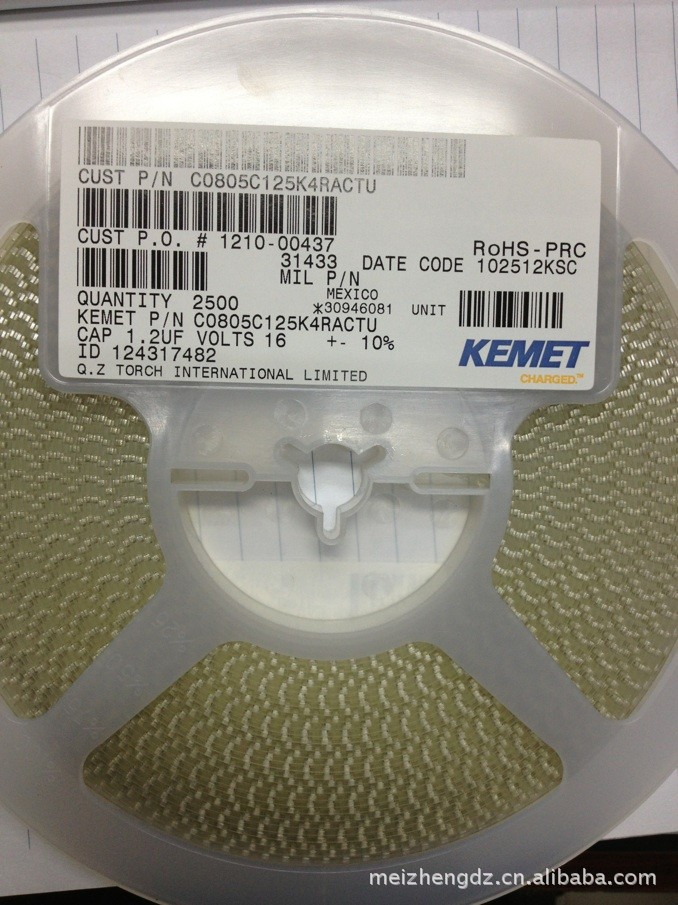 CUST P/N C0805C125K4RACTU
CUST P.O. # 1210-00437
RoHS-PRC
31433 DATE CODE 102512KSC
MIL P/N
QUANTITY 2500
MEXICO
*30946081 UNIT
KEMET P/N C0805C125K4RACTU
CAP 1.2UF VOLTS 16 +- 10%
ID 124317482
Q.Z TORCH INTERNATIONAL LIMITED
KEMET
CHARGED.™
meizhengdz.cn.alibaba.com